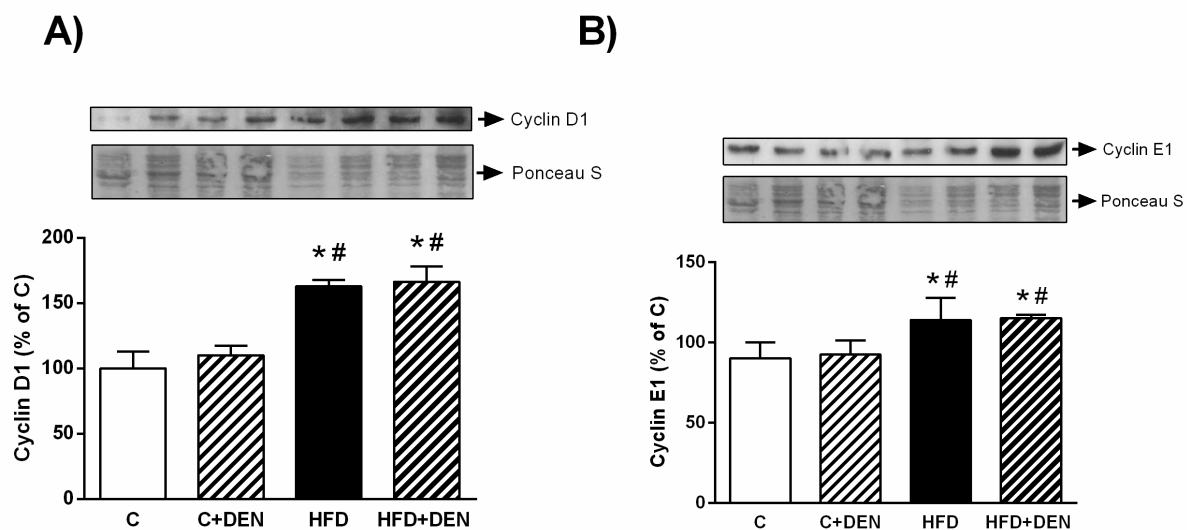 A)
Cyclin D1
Ponceau S
Cyclin D1 (% of C)
200
150
100
50
0
* #
* #
C
C+DEN
HFD
HFD+DEN
B)
Cyclin E1
Ponceau S
Cyclin E1 (% of C)
150
100
50
0
* #
* #
C
C+DEN
HFD
HFD+DEN